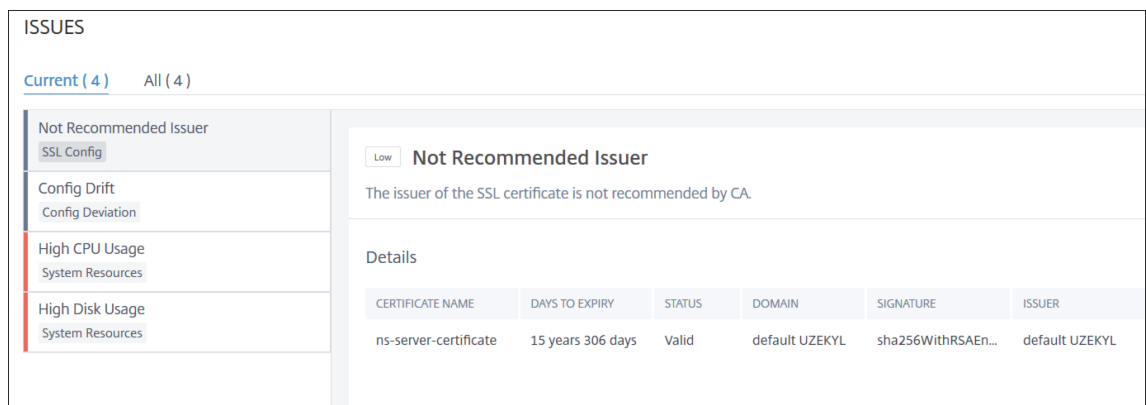 ISSUES
Current ( 4 ) All ( 4 )
Not Recommended Issuer
SSL Config
Config Drift
Config Deviation
High CPU Usage
System Resources
High Disk Usage
System Resources
Low Not Recommended Issuer
The issuer of the SSL certificate is not recommended by CA.
Details
CERTIFICATE NAME DAYS TO EXPIRY STATUS DOMAIN SIGNATURE ISSUER
ns-server-certificate 15 years 306 days Valid default UZEKYL sha256WithRSAEn... default UZEKYL